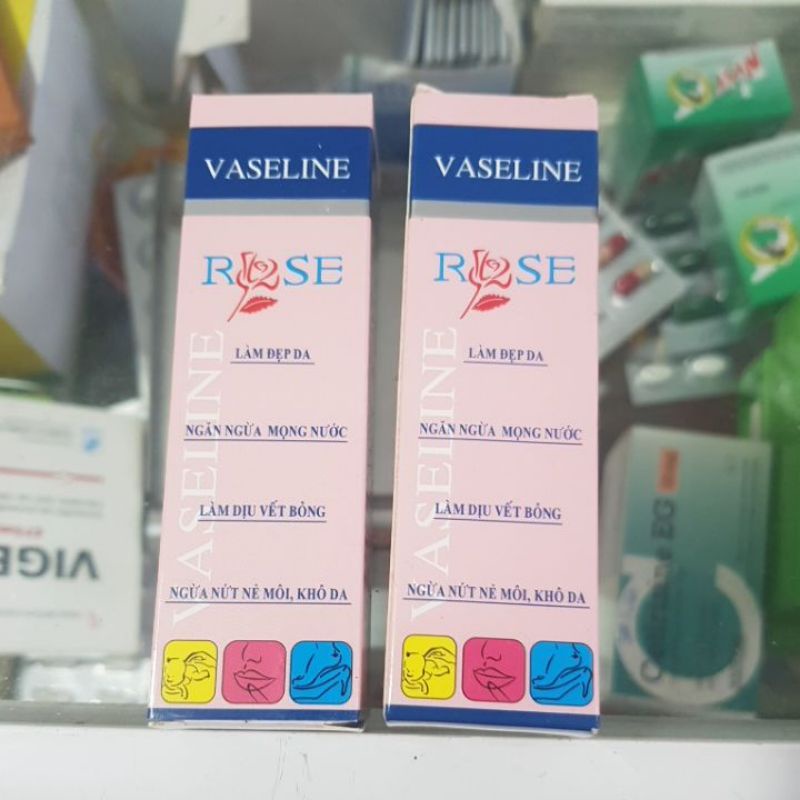 VASELINE
ROSE
VASELINE
LÀM ĐẸP DA
NGĂN NGỪA MỌNG NƯỚC
LÀM DỊU VẾT BỎNG
NGỪA NỨT NẺ MÔI, KHÔ DA
VASELINE
ROSE
VASELINE
LÀM ĐẸP DA
NGĂN NGỪA MỌNG NƯỚC
LÀM DỊU VẾT BỎNG
NGỪA NỨT NẺ MÔI, KHÔ DA
ASIAN
EG